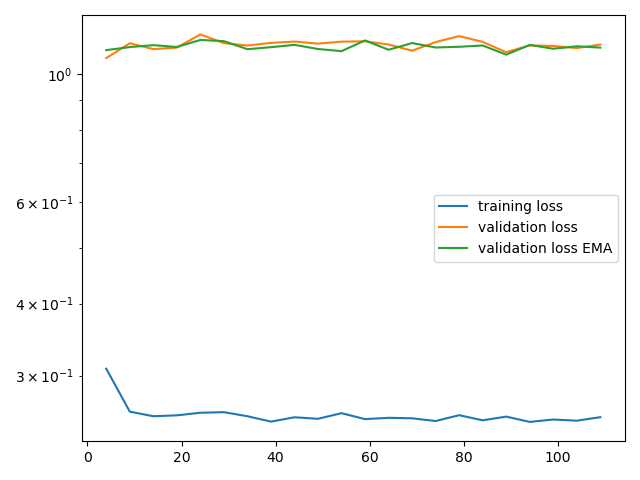 10⁰
6 × 10⁻¹
4 × 10⁻¹
3 × 10⁻¹
training loss
validation loss
validation loss EMA
0 20 40 60 80 100